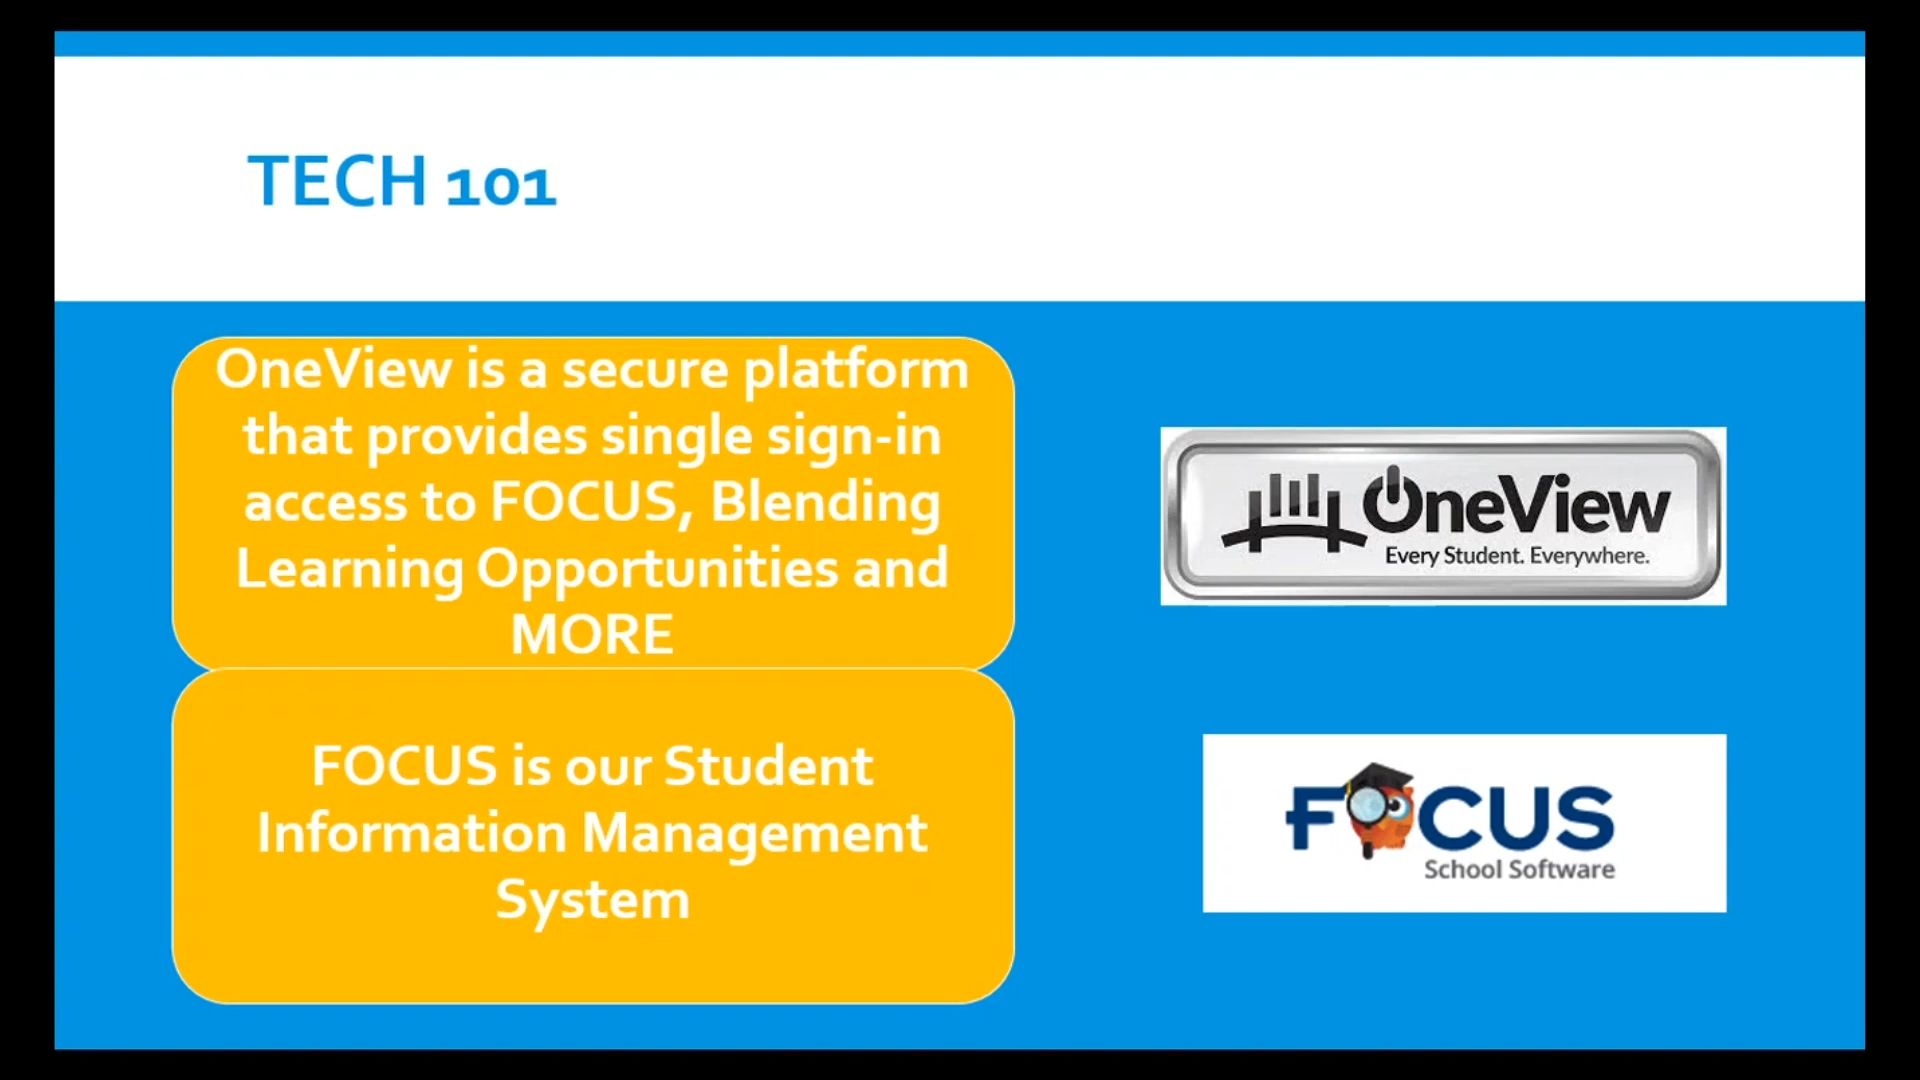 TECH 101
OneView is a secure platform
that provides single sign-in
access to FOCUS, Blending
Learning Opportunities and
MORE
OneView
Every Student. Everywhere.
FOCUS is our Student
Information Management
System
FOCUS
School Software